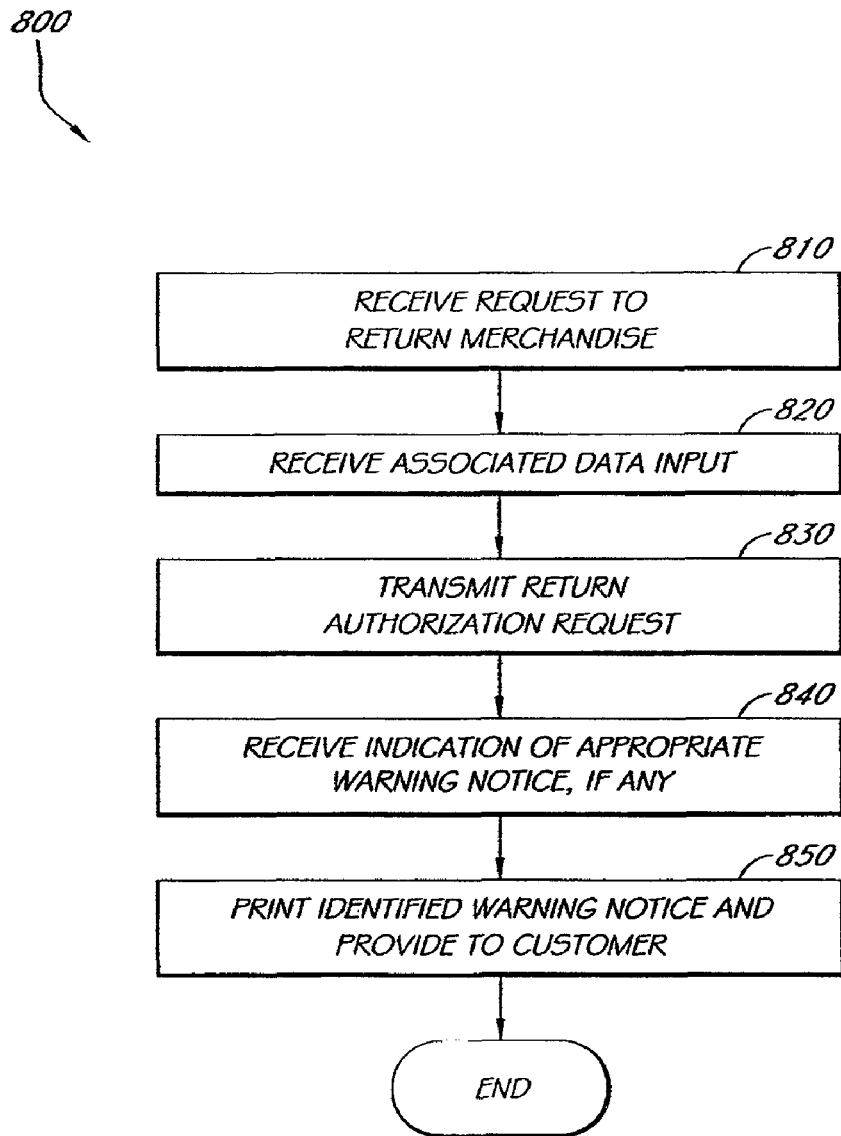 800
810
RECEIVE REQUEST TO
RETURN MERCHANDISE
820
RECEIVE ASSOCIATED DATA INPUT
830
TRANSMIT RETURN
AUTHORIZATION REQUEST
840
RECEIVE INDICATION OF APPROPRIATE
WARNING NOTICE, IF ANY
850
PRINT IDENTIFIED WARNING NOTICE AND
PROVIDE TO CUSTOMER
END